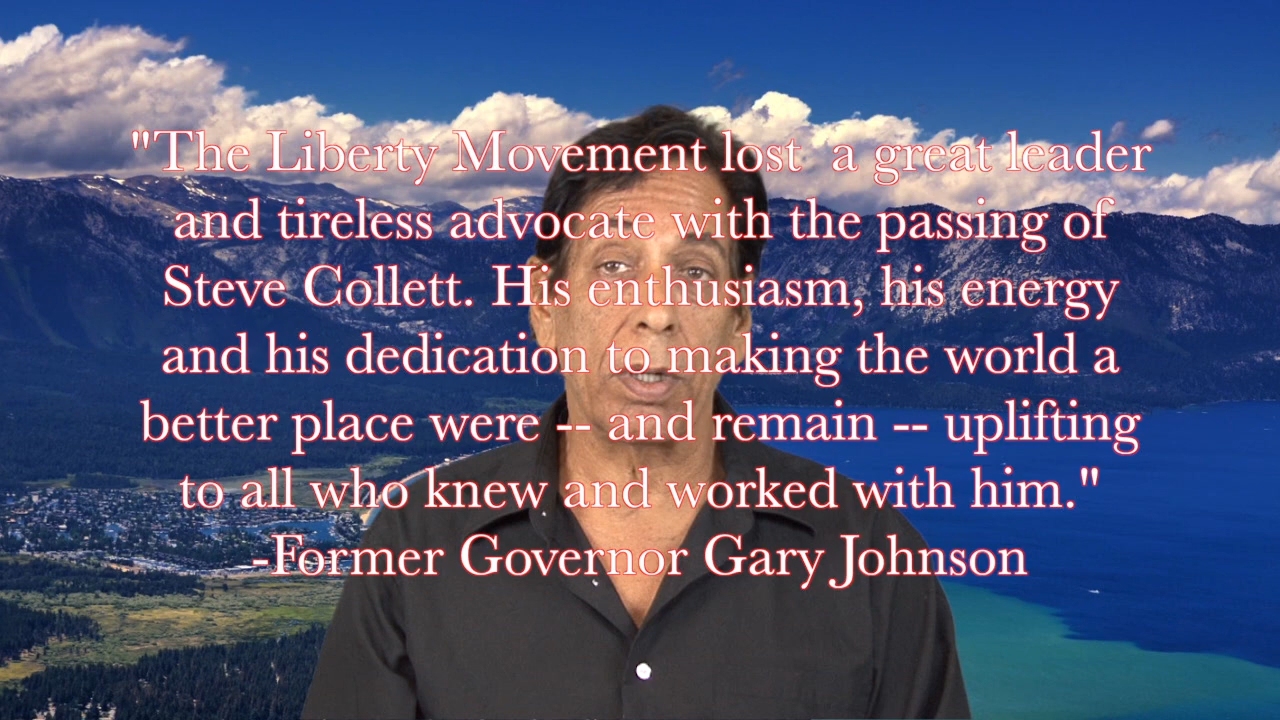 "The Liberty Movement lost  a great leader
and tireless advocate with the passing of
Steve Collett. His enthusiasm, his energy
and his dedication to making the world a
better place were -- and remain -- uplifting
to all who knew and worked with him."
-Former Governor Gary Johnson